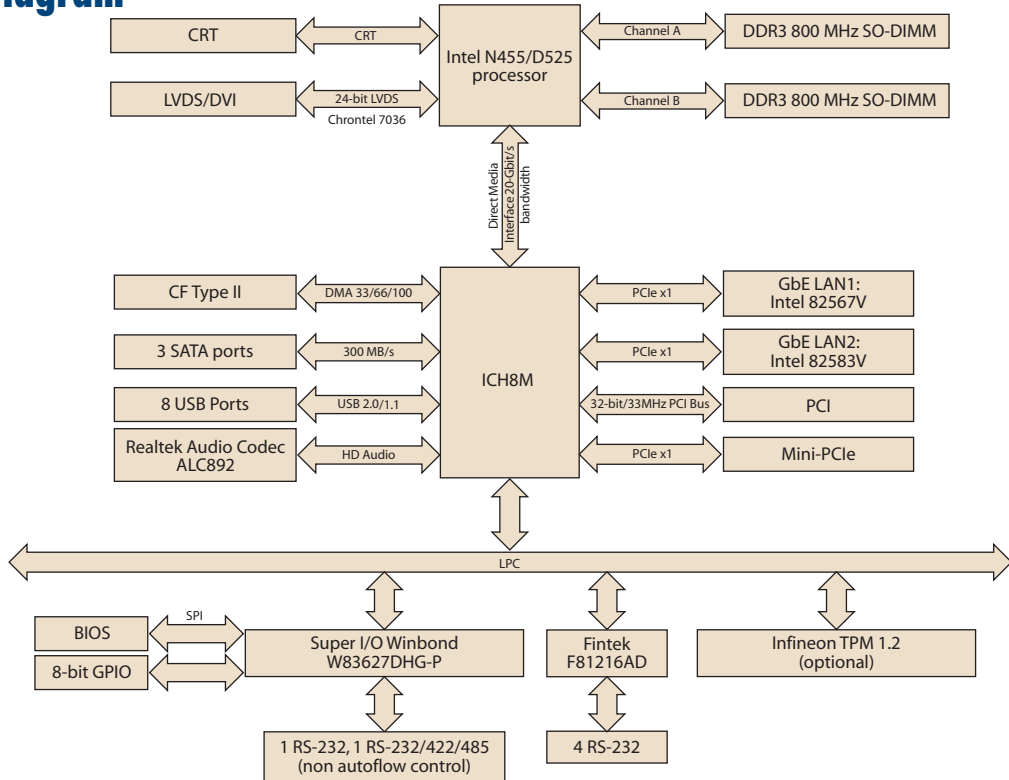 CRT
CRT
Intel N455/D525
processor
Channel A
DDR3 800 MHz SO-DIMM
LVDS/DVI
24-bit LVDS
Chrontel 7036
Channel B
DDR3 800 MHz SO-DIMM
Direct Media
Interface 20-Gbit/s
bandwidth
CF Type II
DMA 33/66/100
ICH8M
PCIe x1
GbE LAN1:
Intel 82567V
3 SATA ports
300 MB/s
PCIe x1
GbE LAN2:
Intel 82583V
8 USB Ports
USB 2.0/1.1
32-bit/33MHz PCI Bus
PCI
Realtek Audio Codec
ALC892
HD Audio
PCIe x1
Mini-PCIe
LPC
BIOS
SPI
8-bit GPIO
Super I/O Winbond
W83627DHG-P
Fintek
F81216AD
Infineon TPM 1.2
(optional)
1 RS-232, 1 RS-232/422/485
(non autoflow control)
4 RS-232